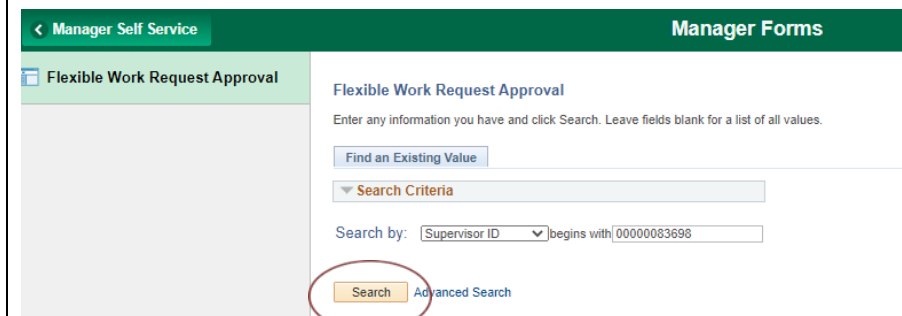 Manager Self Service
Manager Forms
Flexible Work Request Approval
Flexible Work Request Approval
Enter any information you have and click Search. Leave fields blank for a list of all values.
Find an Existing Value
Search Criteria
Search by: Supervisor ID begins with 00000083698
Search Advanced Search